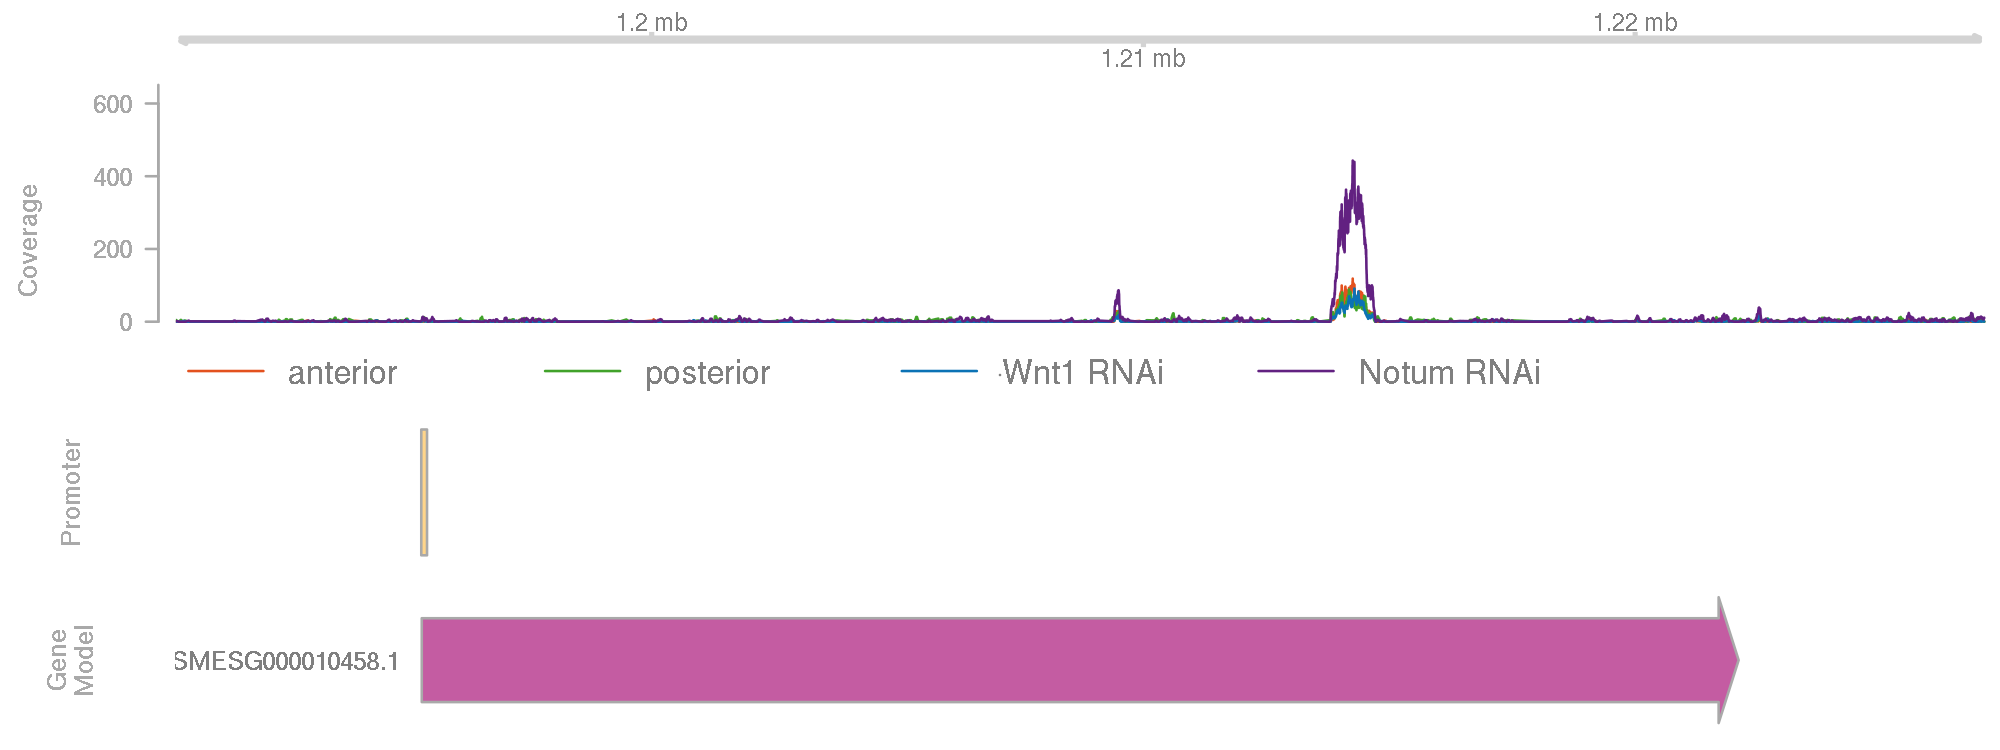 1.2 mb
1.22 mb
1.21 mb
600
400
200
0
Coverage
anterior posterior Wnt1 RNAi Notum RNAi
Promoter
Gene
Model
SMESG000010458.1